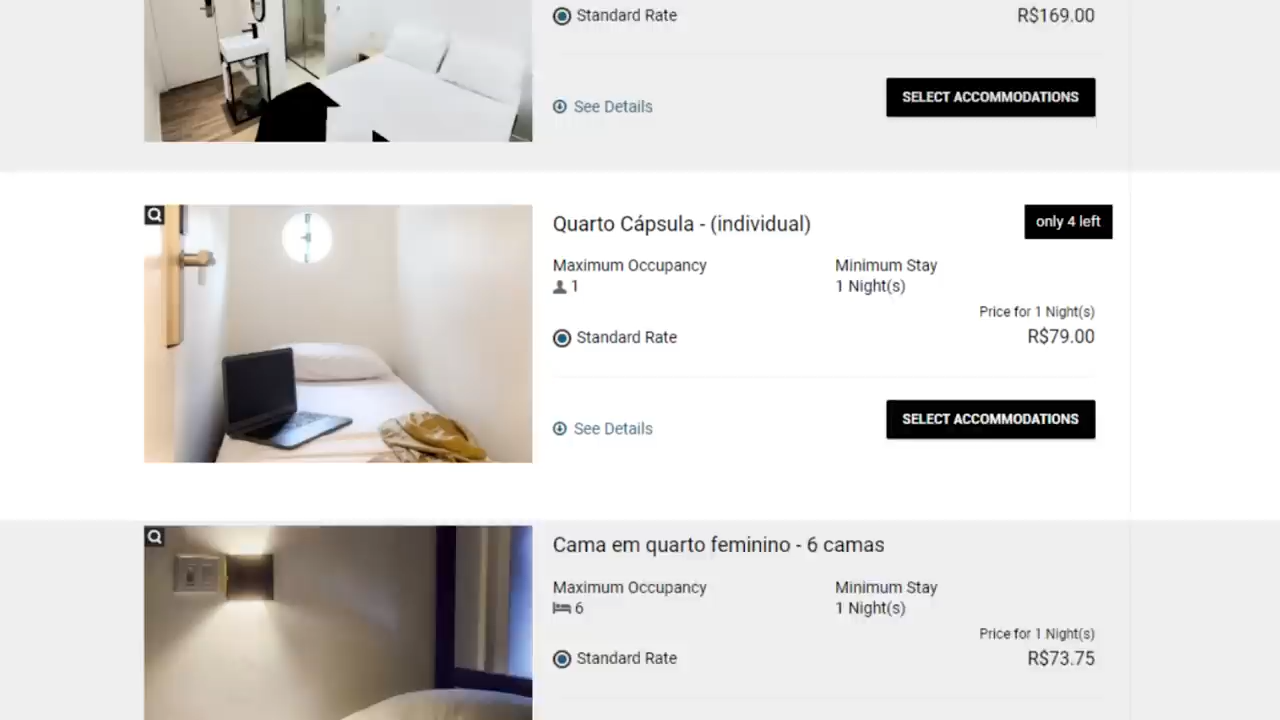 Standard Rate R$169.00
See Details SELECT ACCOMMODATIONS
Quarto Cápsula - (individual) only 4 left
Maximum Occupancy Minimum Stay
1 1 Night(s)
Price for 1 Night(s)
Standard Rate R$79.00
See Details SELECT ACCOMMODATIONS
Cama em quarto feminino - 6 camas
Maximum Occupancy Minimum Stay
6 1 Night(s)
Price for 1 Night(s)
Standard Rate R$73.75